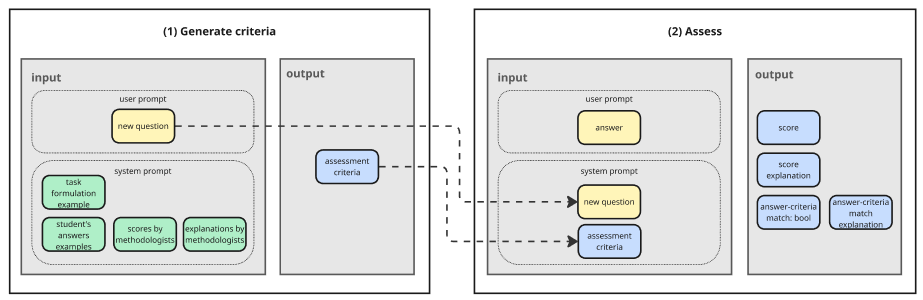 (1) Generate criteria
input
user prompt
new question
system prompt
task
formulation
example
student's
answers
examples
scores by
methodologists
explanations by
methodologists
output
assessment
criteria
(2) Assess
input
user prompt
answer
system prompt
new question
assessment
criteria
output
score
score
explanation
answer-criteria
match: bool
answer-criteria
match
explanation